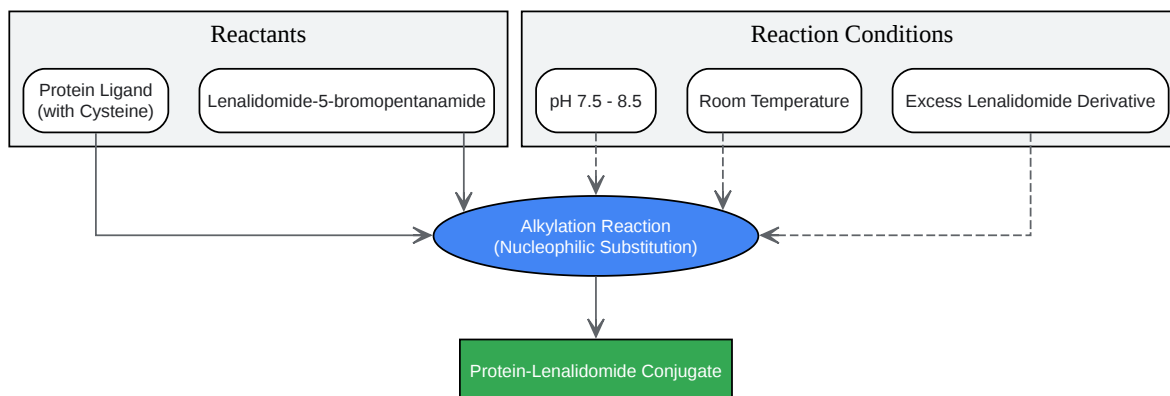 Reactants
Reaction Conditions
Protein Ligand
(with Cysteine)
Lenalidomide-5-bromopentanamide
pH 7.5 - 8.5
Room Temperature
Excess Lenalidomide Derivative
Alkylation Reaction
(Nucleophilic Substitution)
Protein-Lenalidomide Conjugate